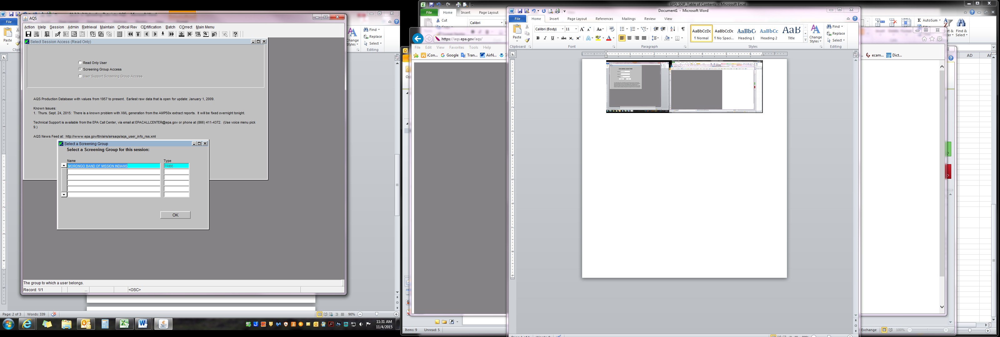 AQS
Action Help Session Admin Retrieval Maintain Critical Rev CErtification Batch COrrect Main Menu
Select Session Access (Read Only)
Read Only User
Screening Group Access
User Support Screening Group Access
AQS Production Database with values from 1957 to present. Earliest raw data that is open for update: January 1, 2009.
Known Issues:
1. Thurs. Sept. 24, 2015: There is a known problem with XML generation from the AMP50x extract reports. It will be fixed overnight tonight.
Technical Support is available from the EPA Call Center, via email at EPACALLCENTER@epa.gov or phone at (866) 411-4372. (Use voice menu pick
9.)
AQS News Feed at: http://www.epa.gov/ttn/airs/airsaqs/aqs_user_info_rss.xml
Select a Screening Group
Select a Screening Group for this session:
Name Type
MORONGO BAND OF MISSION INDIANS TRIBE
OK
The group to which a user belongs.
Record: 1/1 ... <OSC>
File
Paste
Change
Styles
Find
Replace
Select
Editing
Page: 2 of 3 Words: 339 90%
11:31 AM
11/4/2015
EPD_SOP_Table of Contents - Microsoft Excel
File Home Insert Page Layout
Cut
Calibri
https://aqs.epa.gov/aqs/
File Edit View Favorites Tools Help
iCon... Google Tran... AirN...
Items: 9 Unread: 5
Document1 - Microsoft Word
File Home Insert Page Layout References Mailings Review View
Calibri (Body) 11
Paste
Clipboard Font Paragraph Styles Editing
AaBbCcDc AaBbCcDc AaBbCc AaBbCc AaB
¶ Normal ¶ No Spaci... Heading 1 Heading 2 Title
Change
Styles
Find
Replace
Select
AutoSum
Find &
Select
ecam... Dict...
AD
Exchange 100%